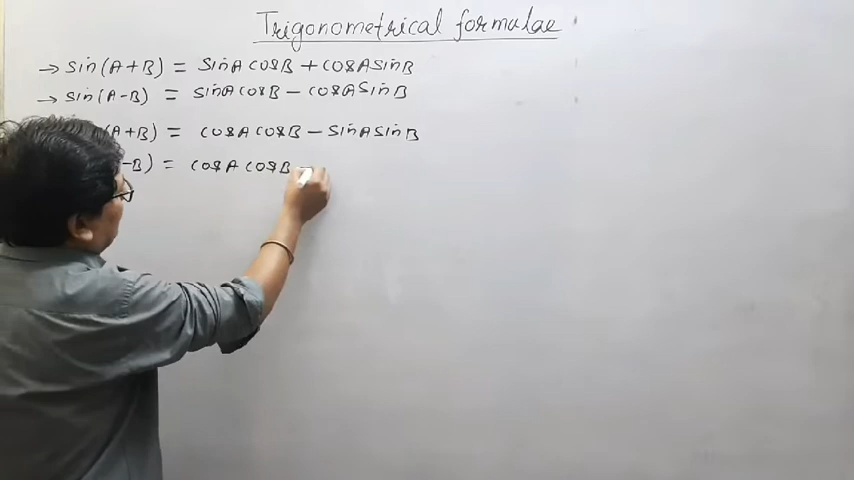 Trigonometrical formulae
→ sin(A+B) = sinA cosB + cosA sinB
→ sin(A-B) = sinA cosB - cosA sinB
(A+B) = cosA cosB - sinA sinB
-B) = cosA cosB